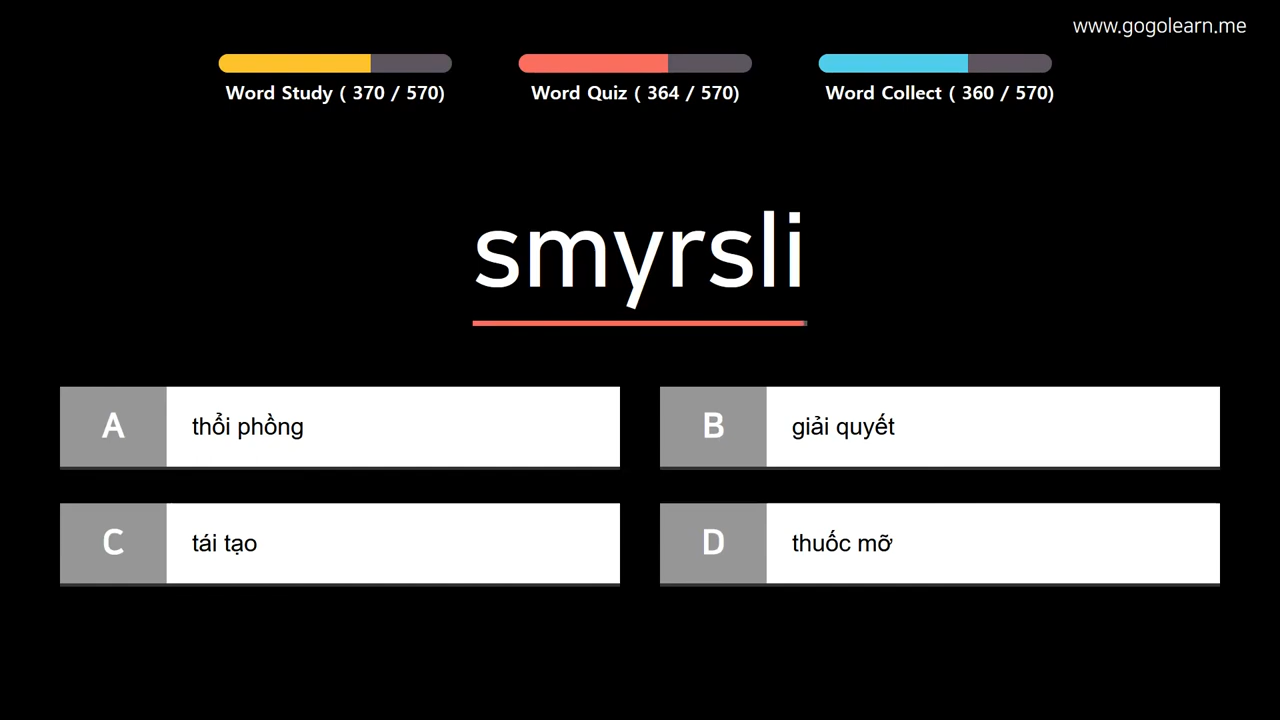 www.gogolearn.me
Word Study ( 370 / 570)
Word Quiz ( 364 / 570)
Word Collect ( 360 / 570)
smyrsli
A thổi phồng
B giải quyết
C tái tạo
D thuốc mỡ